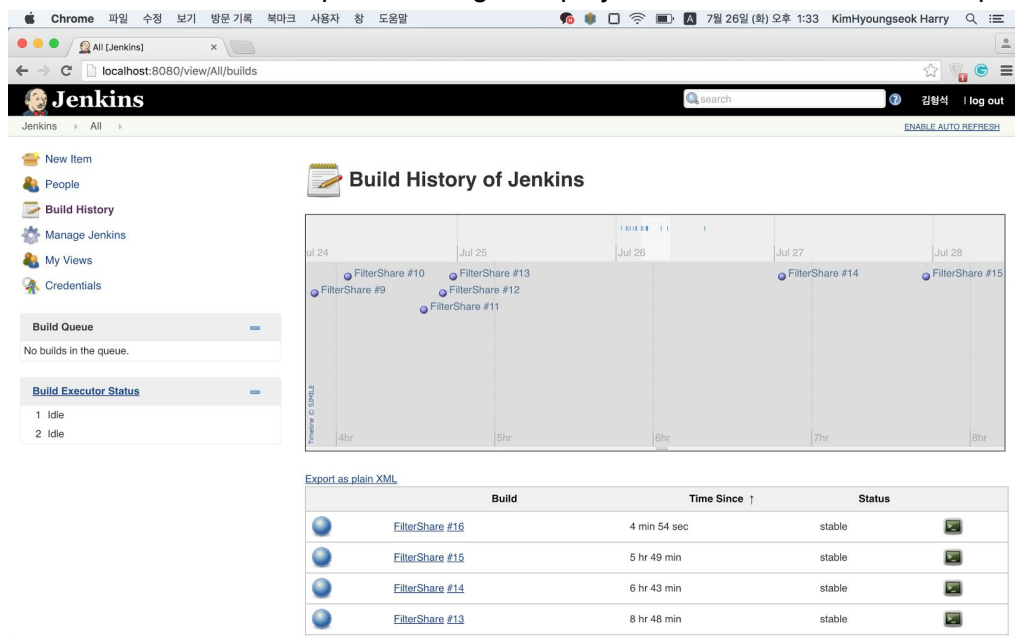 Chrome 파일 수정 보기 방문 기록 북마크 사용자 창 도움말 7월 26일 (화) 오후 1:33 KimHyoungseok Harry
All [Jenkins]
localhost:8080/view/All/builds
Jenkins search 김형석 | log out
Jenkins All ENABLE AUTO REFRESH
New Item
People
Build History
Manage Jenkins
My Views
Credentials
Build Queue
No builds in the queue.
Build Executor Status
1 Idle
2 Idle
Build History of Jenkins
ul 24 Jul 25 Jul 26 Jul 27 Jul 28
FilterShare #10 FilterShare #13 FilterShare #14 FilterShare #15
FilterShare #9 FilterShare #12
FilterShare #11
Timeline © SIMILE
4hr 5hr 6hr 7hr 8hr
Export as plain XML
Build Time Since ↑ Status
FilterShare #16 4 min 54 sec stable
FilterShare #15 5 hr 49 min stable
FilterShare #14 6 hr 43 min stable
FilterShare #13 8 hr 48 min stable